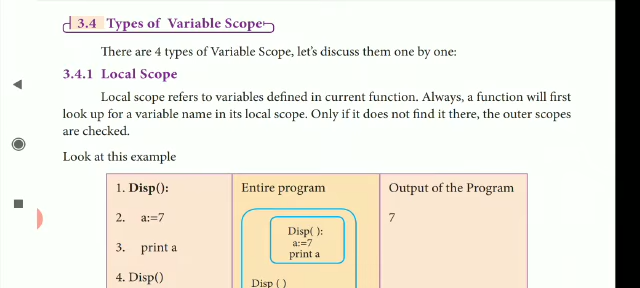 3.4 Types of Variable Scope
There are 4 types of Variable Scope, let's discuss them one by one:
3.4.1 Local Scope
Local scope refers to variables defined in current function. Always, a function will first
look up for a variable name in its local scope. Only if it does not find it there, the outer scopes
are checked.
Look at this example
1. Disp():
2. a:=7
3. print a
4. Disp()
Entire program
Disp( ):
a:=7
print a
Disp ( )
Output of the Program
7